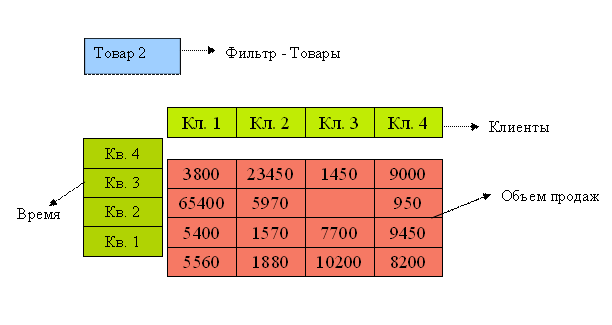 Товар 2 Фильтр - Товары
Кл. 1 Кл. 2 Кл. 3 Кл. 4 Клиенты
Кв. 4
Кв. 3 3800 23450 1450 9000
Объем продаж
Кв. 2 65400 5970 950
Время
Кв. 1 5400 1570 7700 9450
5560 1880 10200 8200